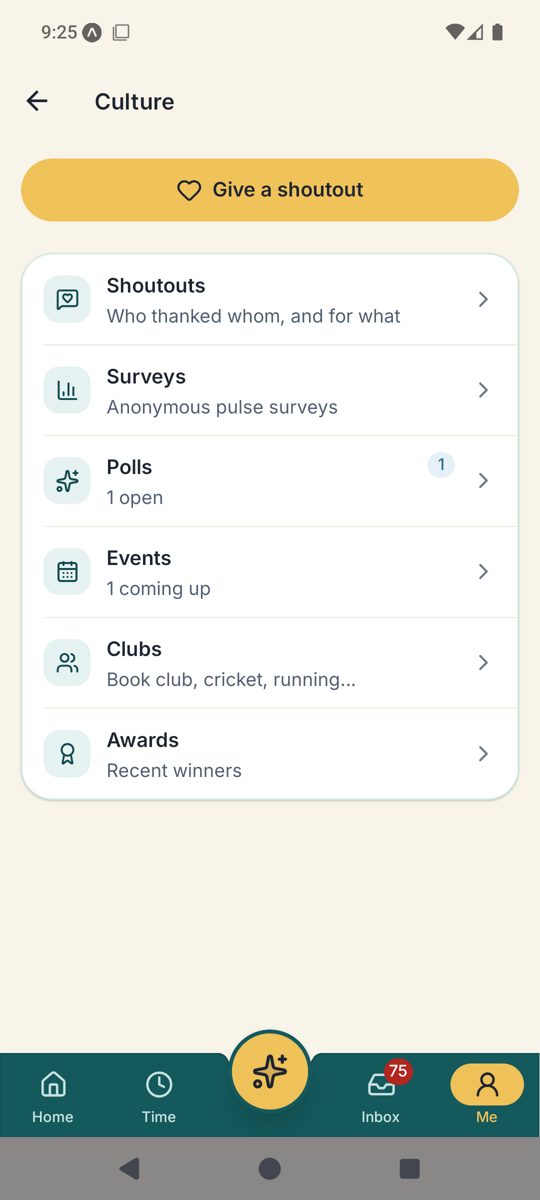 9:25
Culture
Give a shoutout
Shoutouts
Who thanked whom, and for what
Surveys
Anonymous pulse surveys
Polls
1
1 open
Events
1 coming up
Clubs
Book club, cricket, running...
Awards
Recent winners
75
Home
Time
Inbox
Me